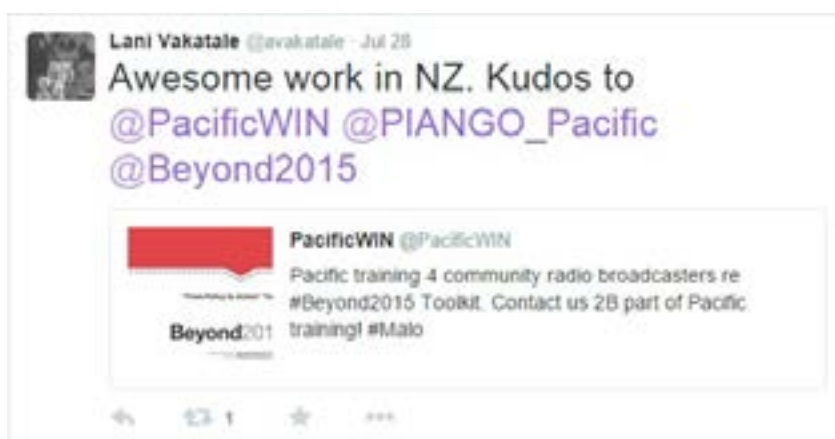 Lani Vakatale @avakatale · Jul 28
Awesome work in NZ. Kudos to
@PacificWIN @PIANGO_Pacific
@Beyond2015
PacificWIN @PacificWIN
Pacific training 4 community radio broadcasters re
#Beyond2015 Toolkit. Contact us 2B part of Pacific
training! #Malo
Beyond201
1